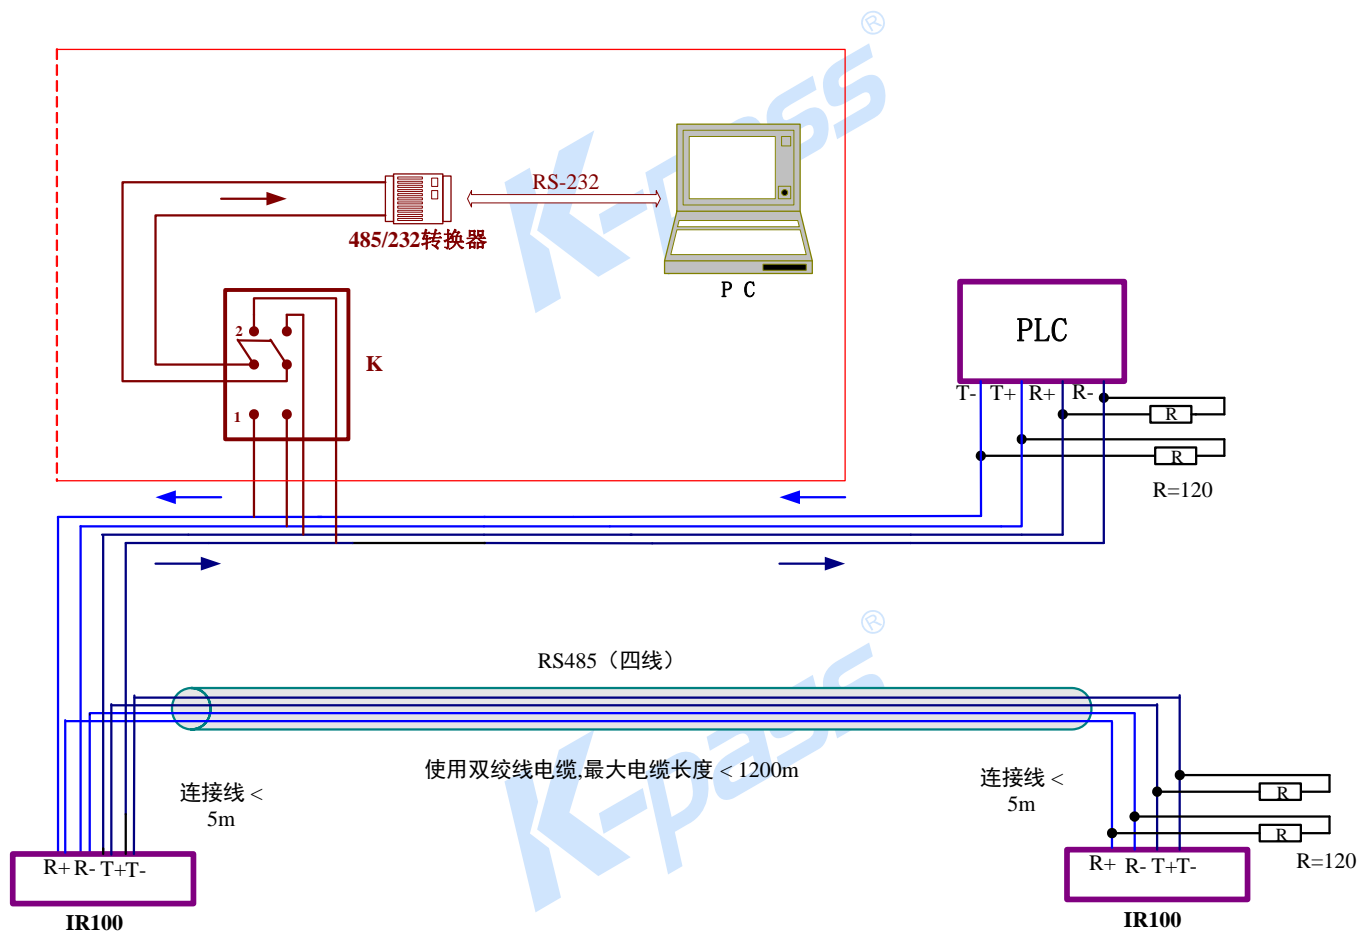 K-pass®
RS-232
485/232转换器
P C
2
K
1
PLC
T- T+ R+ R-
R
R
R=120
RS485（四线）
使用双绞线电缆,最大电缆长度 < 1200m
连接线 <
5m
连接线 <
5m
R
R
R=120
R+ R- T+ T-
IR100
R+ R- T+ T-
IR100
K-pass®